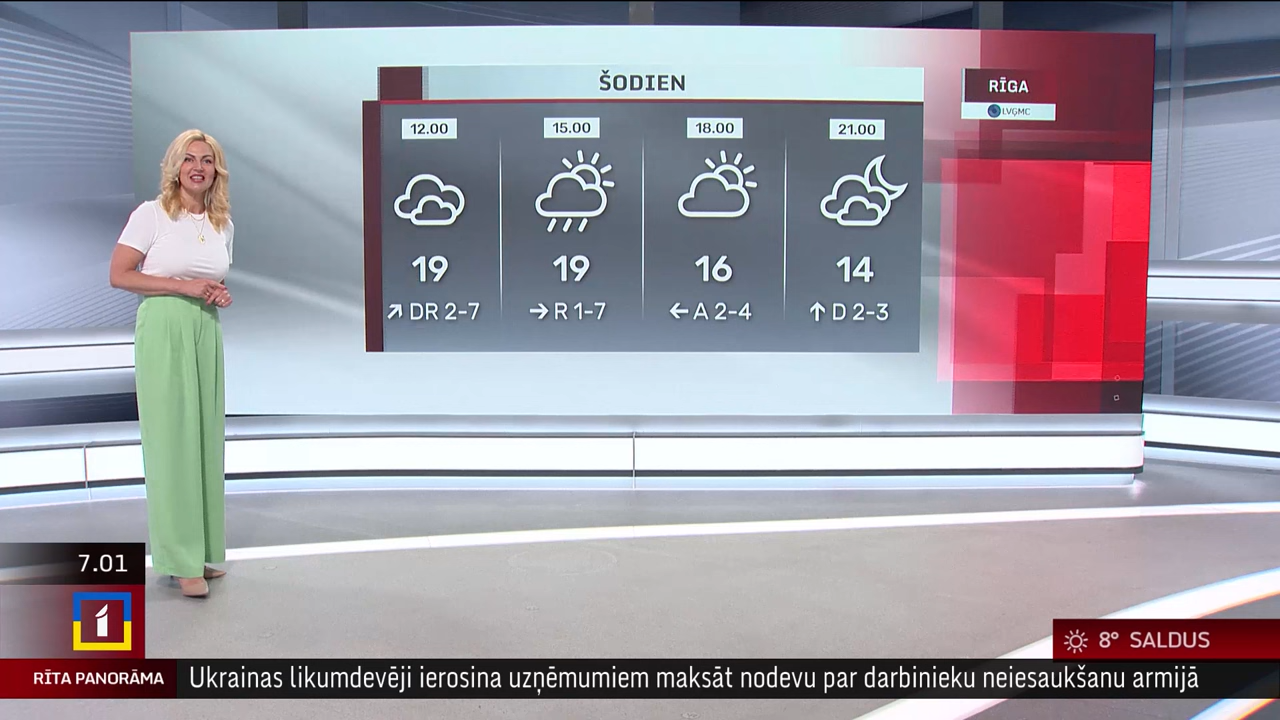 ŠODIEN
RĪGA
LVĢMC
12.00
15.00
18.00
21.00
19
19
16
14
DR 2-7
R 1-7
A 2-4
D 2-3
7.01
1
8° SALDUS
RĪTA PANORĀMA
Ukrainas likumdevēji ierosina uzņēmumiem maksāt nodevu par darbinieku neiesaukšanu armijā